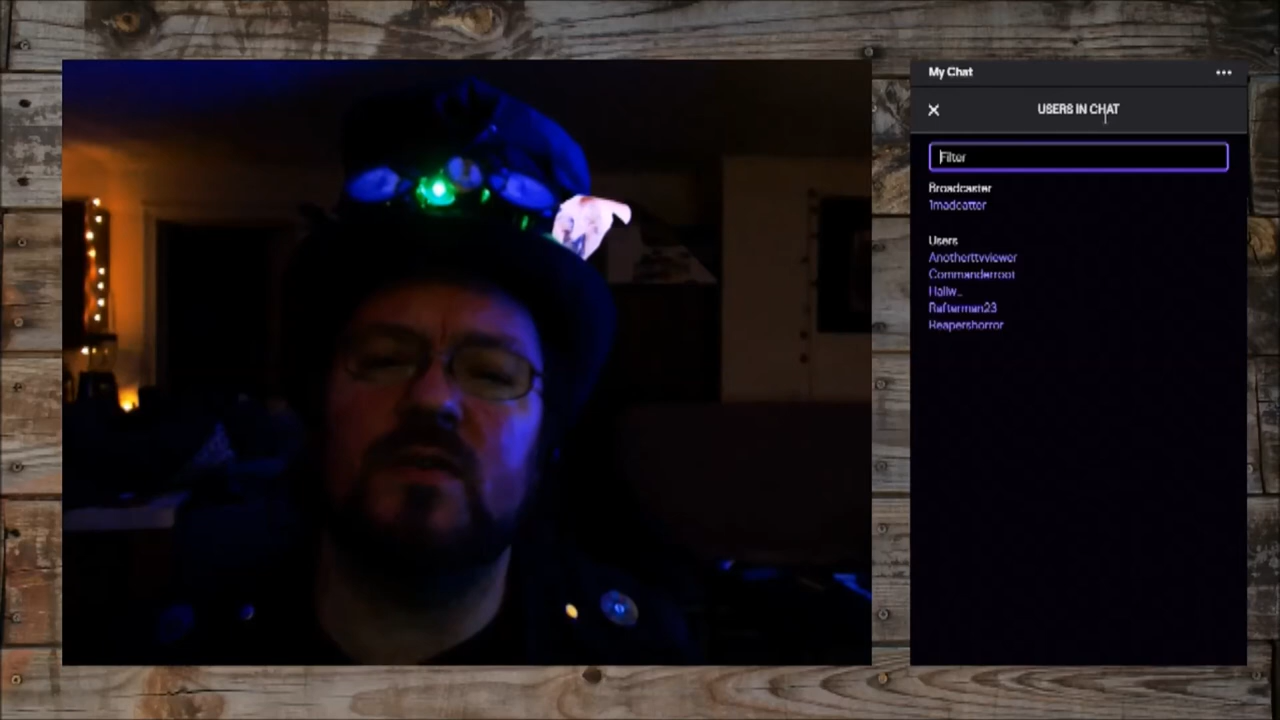 My Chat
USERS IN CHAT
Filter
Broadcaster
1madcatter
Users
Anotherttvviewer
Commanderroot
Rafterman23
Reapershorror